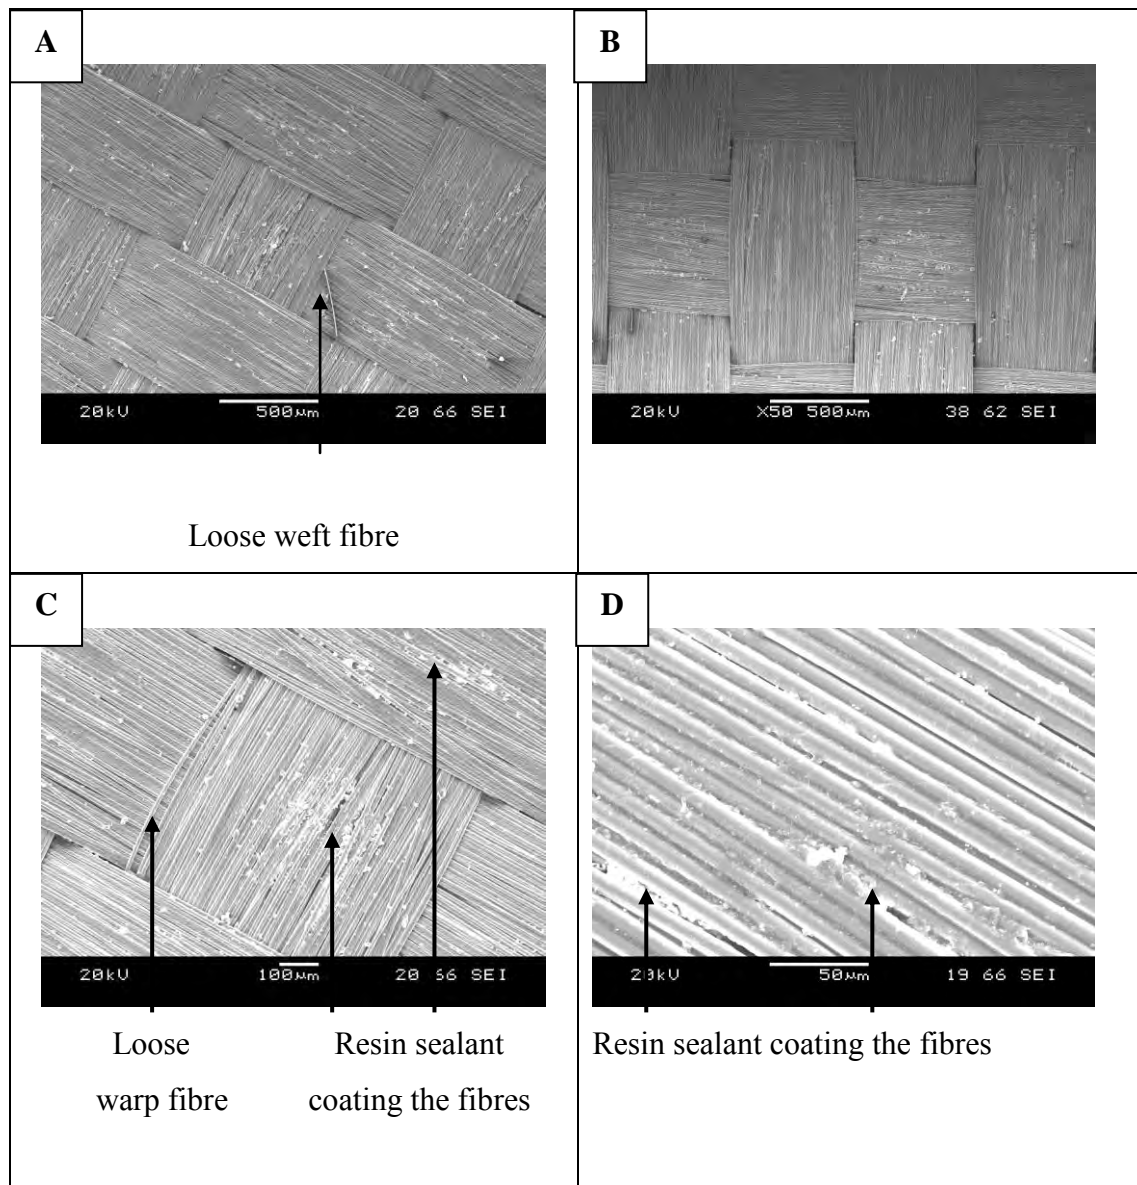 A
20kV 500µm 20 66 SEI
Loose weft fibre
B
20kV X50 500µm 38 62 SEI
C
20kV 100µm 20 66 SEI
Loose
warp fibre
Resin sealant
coating the fibres
D
20kV 50µm 19 66 SEI
Resin sealant coating the fibres